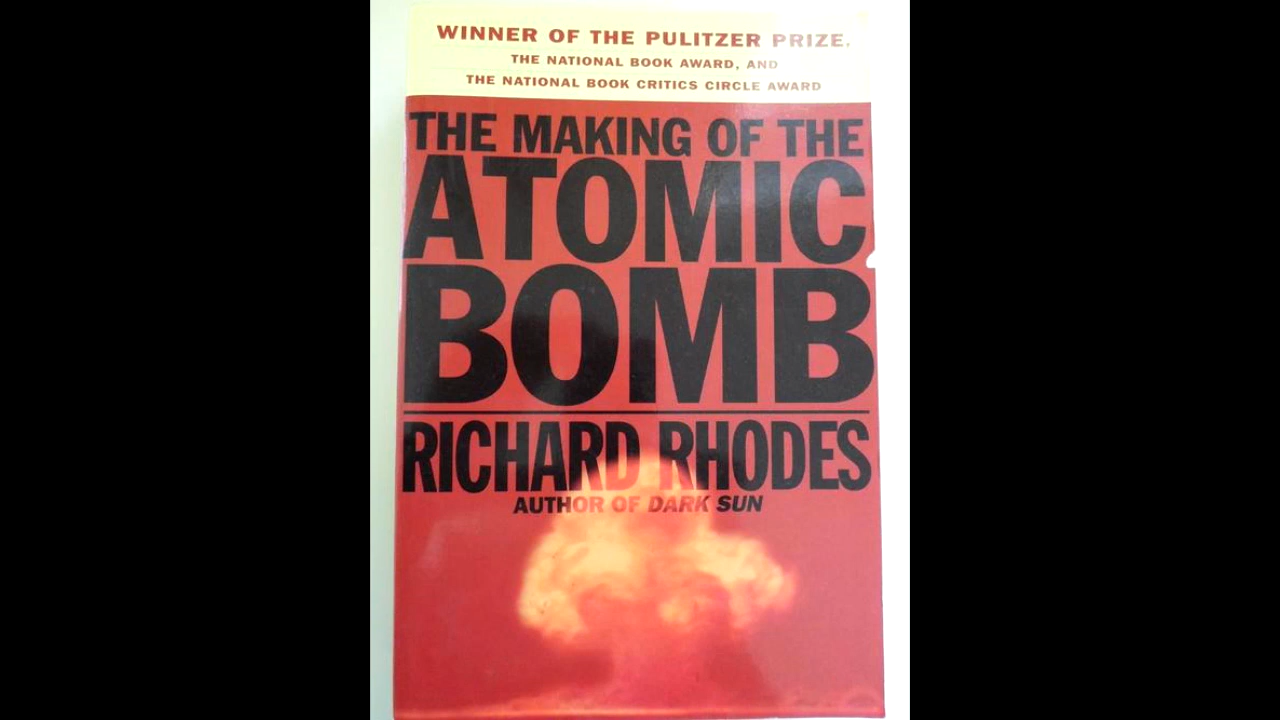 WINNER OF THE PULITZER PRIZE,
THE NATIONAL BOOK AWARD, AND
THE NATIONAL BOOK CRITICS CIRCLE AWARD
THE MAKING OF THE
ATOMIC
BOMB
RICHARD RHODES
AUTHOR OF DARK SUN